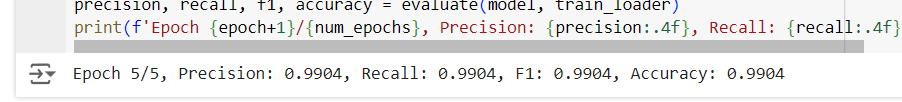 precision, recall, f1, accuracy = evaluate(model, train_loader)
print(f'Epoch {epoch+1}/{num_epochs}, Precision: {precision:.4f}, Recall: {recall:.4f}
Epoch 5/5, Precision: 0.9904, Recall: 0.9904, F1: 0.9904, Accuracy: 0.9904